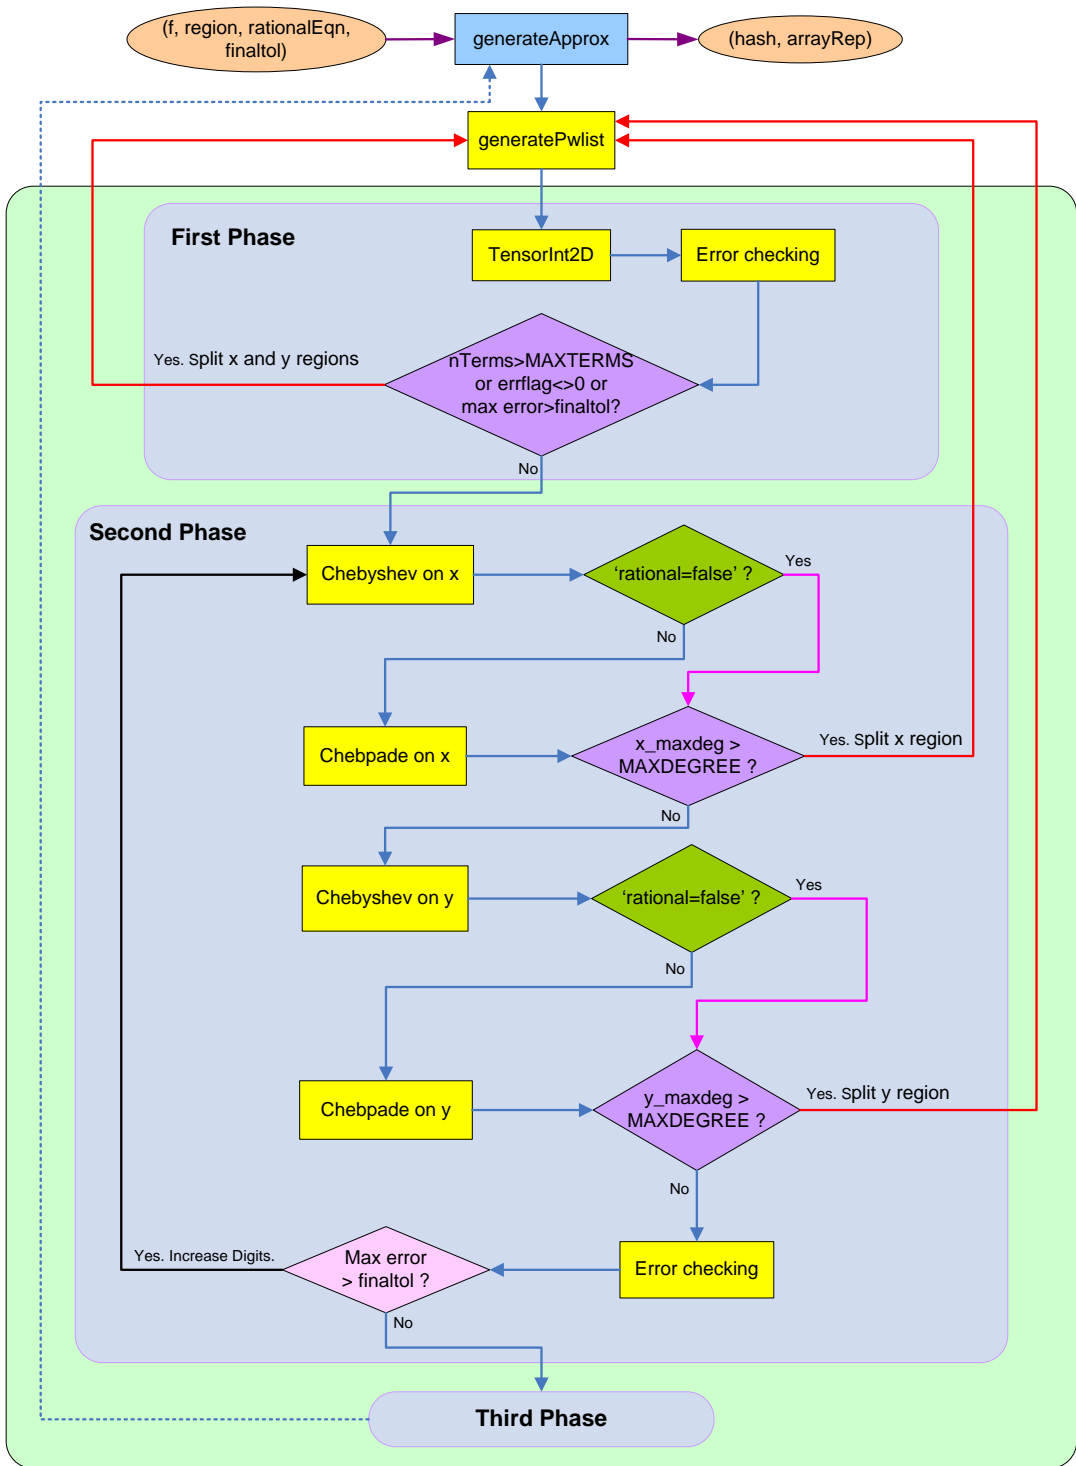 (f, region, rationalEqn,
finaltol)
generateApprox
(hash, arrayRep)
generatePwlist
First Phase
TensorInt2D
Error checking
Yes. Split x and y regions
nTerms>MAXTERMS
or errflag<>0 or
max error>finaltol?
No
Second Phase
Chebyshev on x
'rational=false' ?
Yes
No
Chebpade on x
x_maxdeg >
MAXDEGREE ?
Yes. Split x region
No
Chebyshev on y
'rational=false' ?
Yes
No
Chebpade on y
y_maxdeg >
MAXDEGREE ?
Yes. Split y region
No
Yes. Increase Digits.
Max error
> finaltol ?
Error checking
No
Third Phase